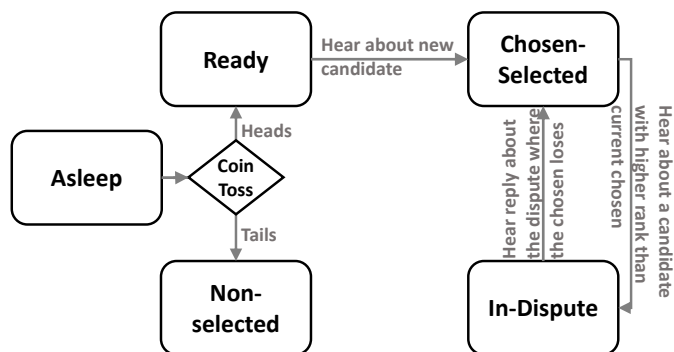 Ready
Hear about new
candidate
Chosen-
Selected
Asleep
Coin
Toss
Heads
Tails
Non-
selected
Hear reply about
the dispute where
the chosen loses
Hear about a candidate
with higher rank than
current chosen
In-Dispute